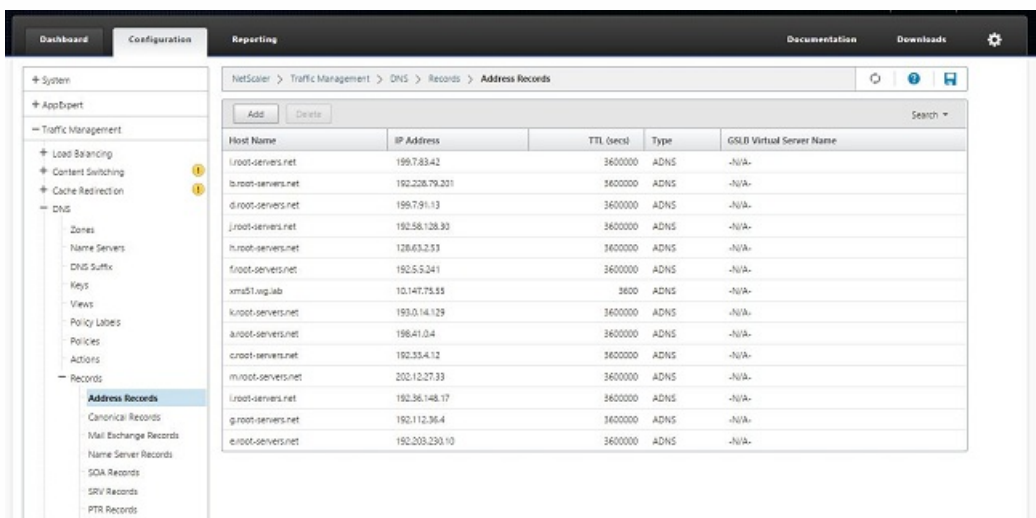 Dashboard Configuration Reporting Documentation Downloads
+ System
+ AppExpert
− Traffic Management
+ Load Balancing
+ Content Switching
+ Cache Redirection
− DNS
Zones
Name Servers
DNS Suffix
Keys
Views
Policy Labels
Policies
Actions
− Records
Address Records
Canonical Records
Mail Exchange Records
Name Server Records
SOA Records
SRV Records
PTR Records
NetScaler > Traffic Management > DNS > Records > Address Records
Add Delete Search
Host Name IP Address TTL (secs) Type GSLB Virtual Server Name
l.root-servers.net 199.7.83.42 3600000 ADNS -N/A-
b.root-servers.net 192.228.79.201 3600000 ADNS -N/A-
d.root-servers.net 199.7.91.13 3600000 ADNS -N/A-
j.root-servers.net 192.58.128.30 3600000 ADNS -N/A-
h.root-servers.net 128.63.2.53 3600000 ADNS -N/A-
f.root-servers.net 192.5.5.241 3600000 ADNS -N/A-
xms51.wg.lab 10.147.75.55 3600 ADNS -N/A-
k.root-servers.net 193.0.14.129 3600000 ADNS -N/A-
a.root-servers.net 198.41.0.4 3600000 ADNS -N/A-
c.root-servers.net 192.33.4.12 3600000 ADNS -N/A-
m.root-servers.net 202.12.27.33 3600000 ADNS -N/A-
i.root-servers.net 192.36.148.17 3600000 ADNS -N/A-
g.root-servers.net 192.112.36.4 3600000 ADNS -N/A-
e.root-servers.net 192.203.230.10 3600000 ADNS -N/A-